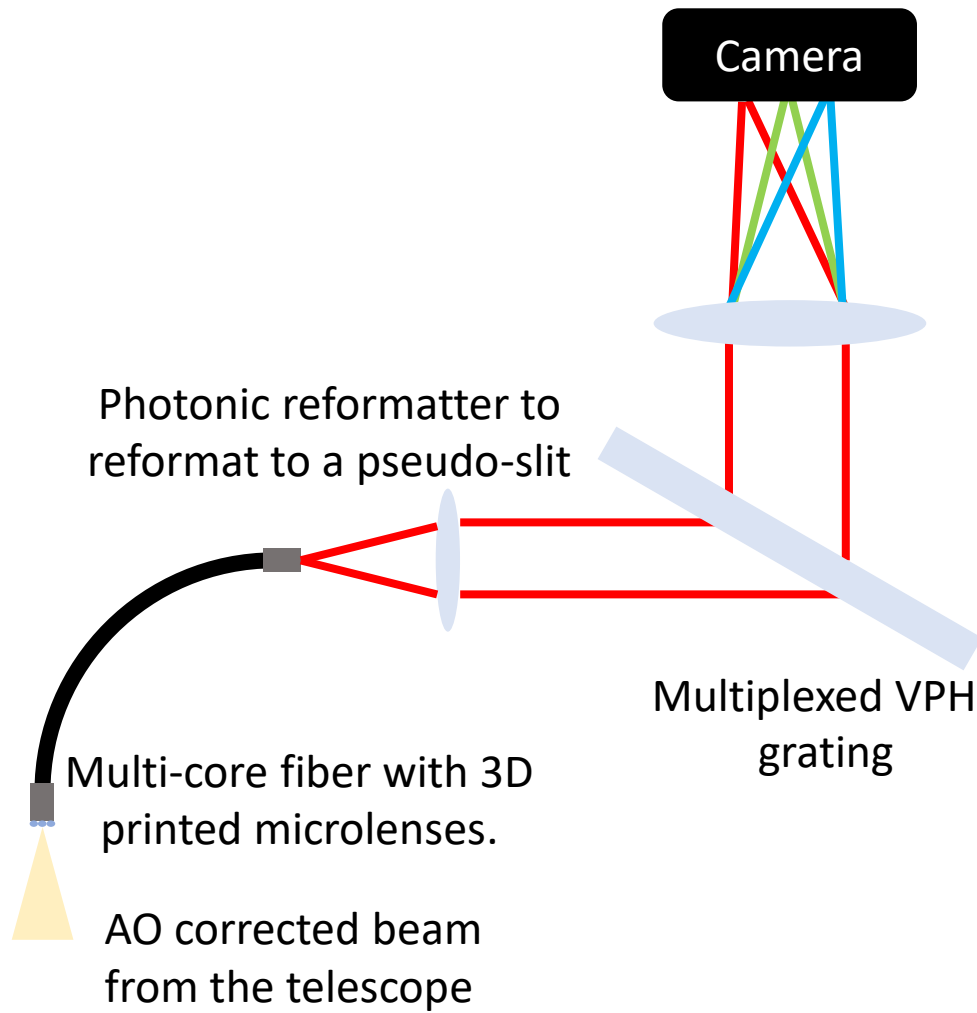 Camera
Photonic reformatter to
reformat to a pseudo-slit
Multiplexed VPH
grating
Multi-core fiber with 3D
printed microlenses.
AO corrected beam
from the telescope